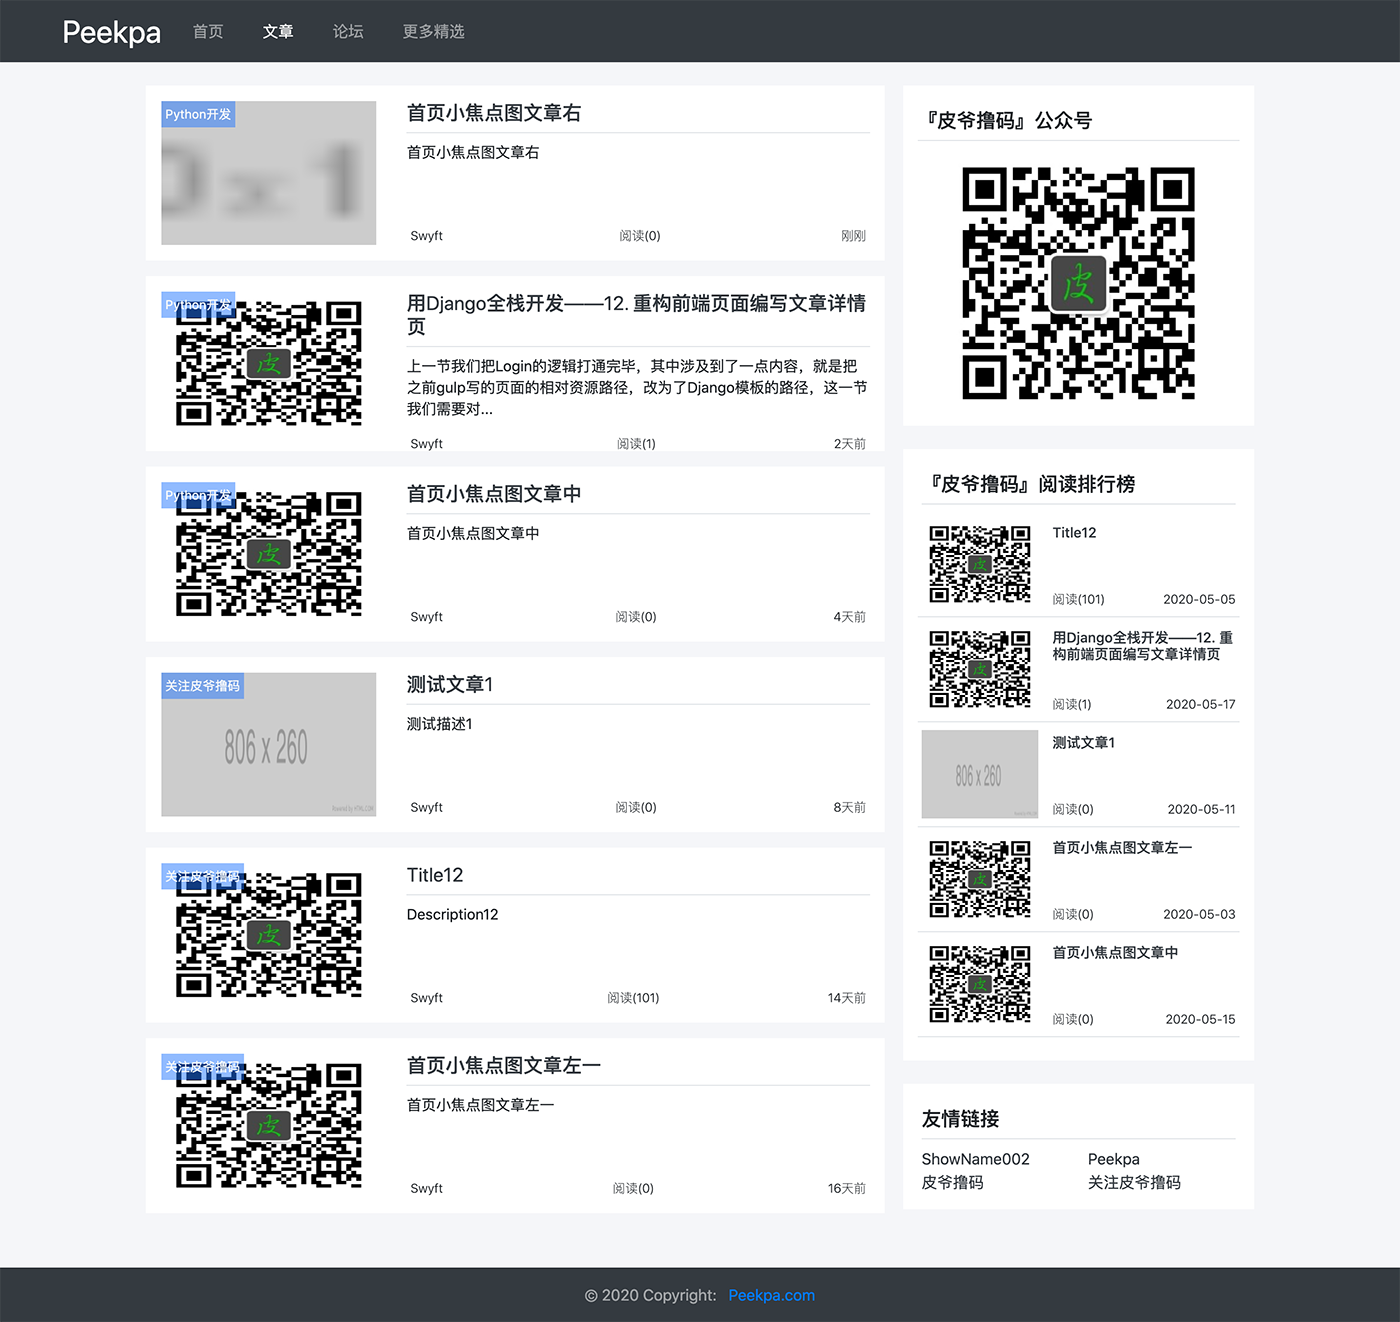 Peekpa 首页 文章 论坛 更多精选
Python开发
首页小焦点图文章右
首页小焦点图文章右
Swyft 阅读(0) 刚刚
Python开发
皮
用Django全栈开发——12. 重构前端页面编写文章详情
页
上一节我们把Login的逻辑打通完毕，其中涉及到了一点内容，就是把
之前gulp写的页面的相对资源路径，改为了Django模板的路径，这一节
我们需要对...
Swyft 阅读(1) 2天前
Python开发
皮
首页小焦点图文章中
首页小焦点图文章中
Swyft 阅读(0) 4天前
关注皮爷撸码
806 x 260
测试文章1
测试描述1
Swyft 阅读(0) 8天前
关注皮爷撸码
皮
Title12
Description12
Swyft 阅读(101) 14天前
关注皮爷撸码
皮
首页小焦点图文章左一
首页小焦点图文章左一
Swyft 阅读(0) 16天前
『皮爷撸码』公众号
皮
『皮爷撸码』阅读排行榜
皮
Title12
阅读(101) 2020-05-05
皮
用Django全栈开发——12. 重
构前端页面编写文章详情页
阅读(1) 2020-05-17
806 x 260
测试文章1
阅读(0) 2020-05-11
皮
首页小焦点图文章左一
阅读(0) 2020-05-03
皮
首页小焦点图文章中
阅读(0) 2020-05-15
友情链接
ShowName002 Peekpa
皮爷撸码 关注皮爷撸码
© 2020 Copyright: Peekpa.com